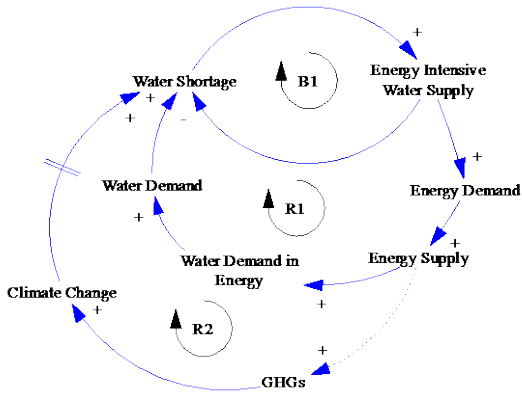 +
B1
Energy Intensive
Water Supply
Water Shortage
+
+
-
+
Water Demand
+
R1
Energy Demand
+
Energy Supply
Water Demand in
Energy
+
Climate Change
+
R2
+
GHGs